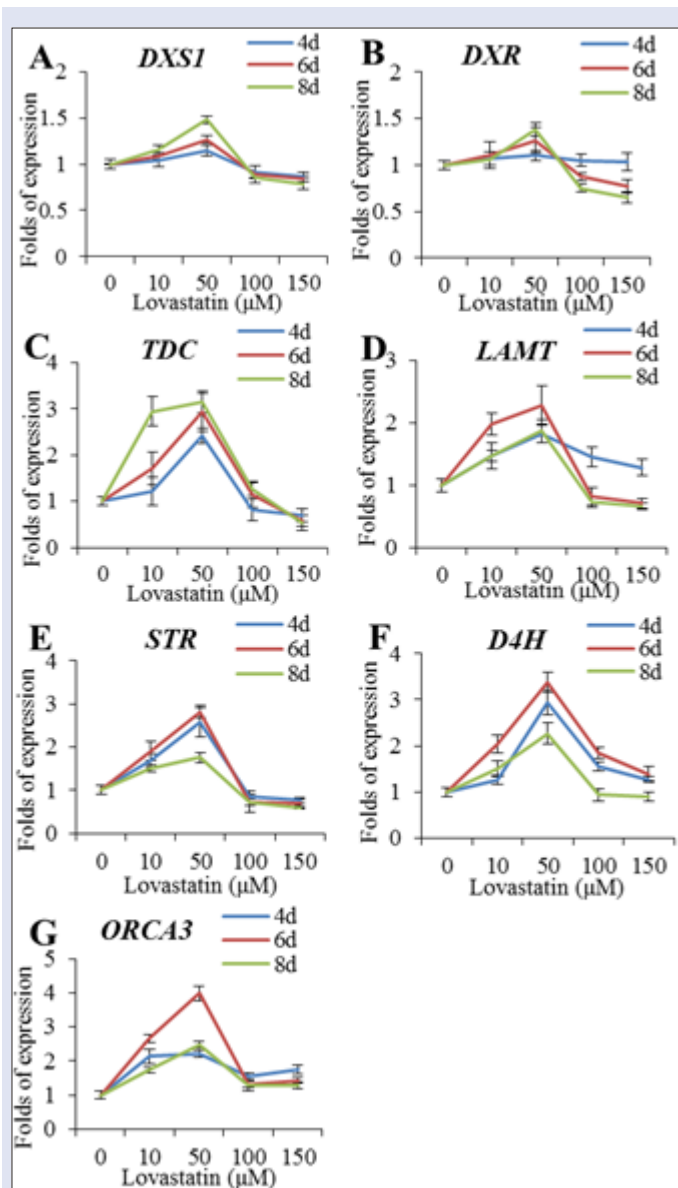 A
DXS1
4d
6d
8d
Folds of expression
2
1.5
1
0.5
0
0 10 50 100 150
Lovastatin (μM)
B
DXR
4d
6d
8d
Folds of expression
2
1.5
1
0.5
0
0 10 50 100 150
Lovastatin (μM)
C
TDC
4d
6d
8d
Folds of expression
4
3
2
1
0
0 10 50 100 150
Lovastatin (μM)
D
LAMT
4d
6d
8d
Folds of expression
3
2
1
0
0 10 50 100 150
Lovastatin (μM)
E
STR
4d
6d
8d
Folds of expression
4
3
2
1
0
0 10 50 100 150
Lovastatin (μM)
F
D4H
4d
6d
8d
Folds of expression
4
3
2
1
0
0 10 50 100 150
Lovastatin (μM)
G
ORCA3
4d
6d
8d
Folds of expression
5
4
3
2
1
0
0 10 50 100 150
Lovastatin (μM)